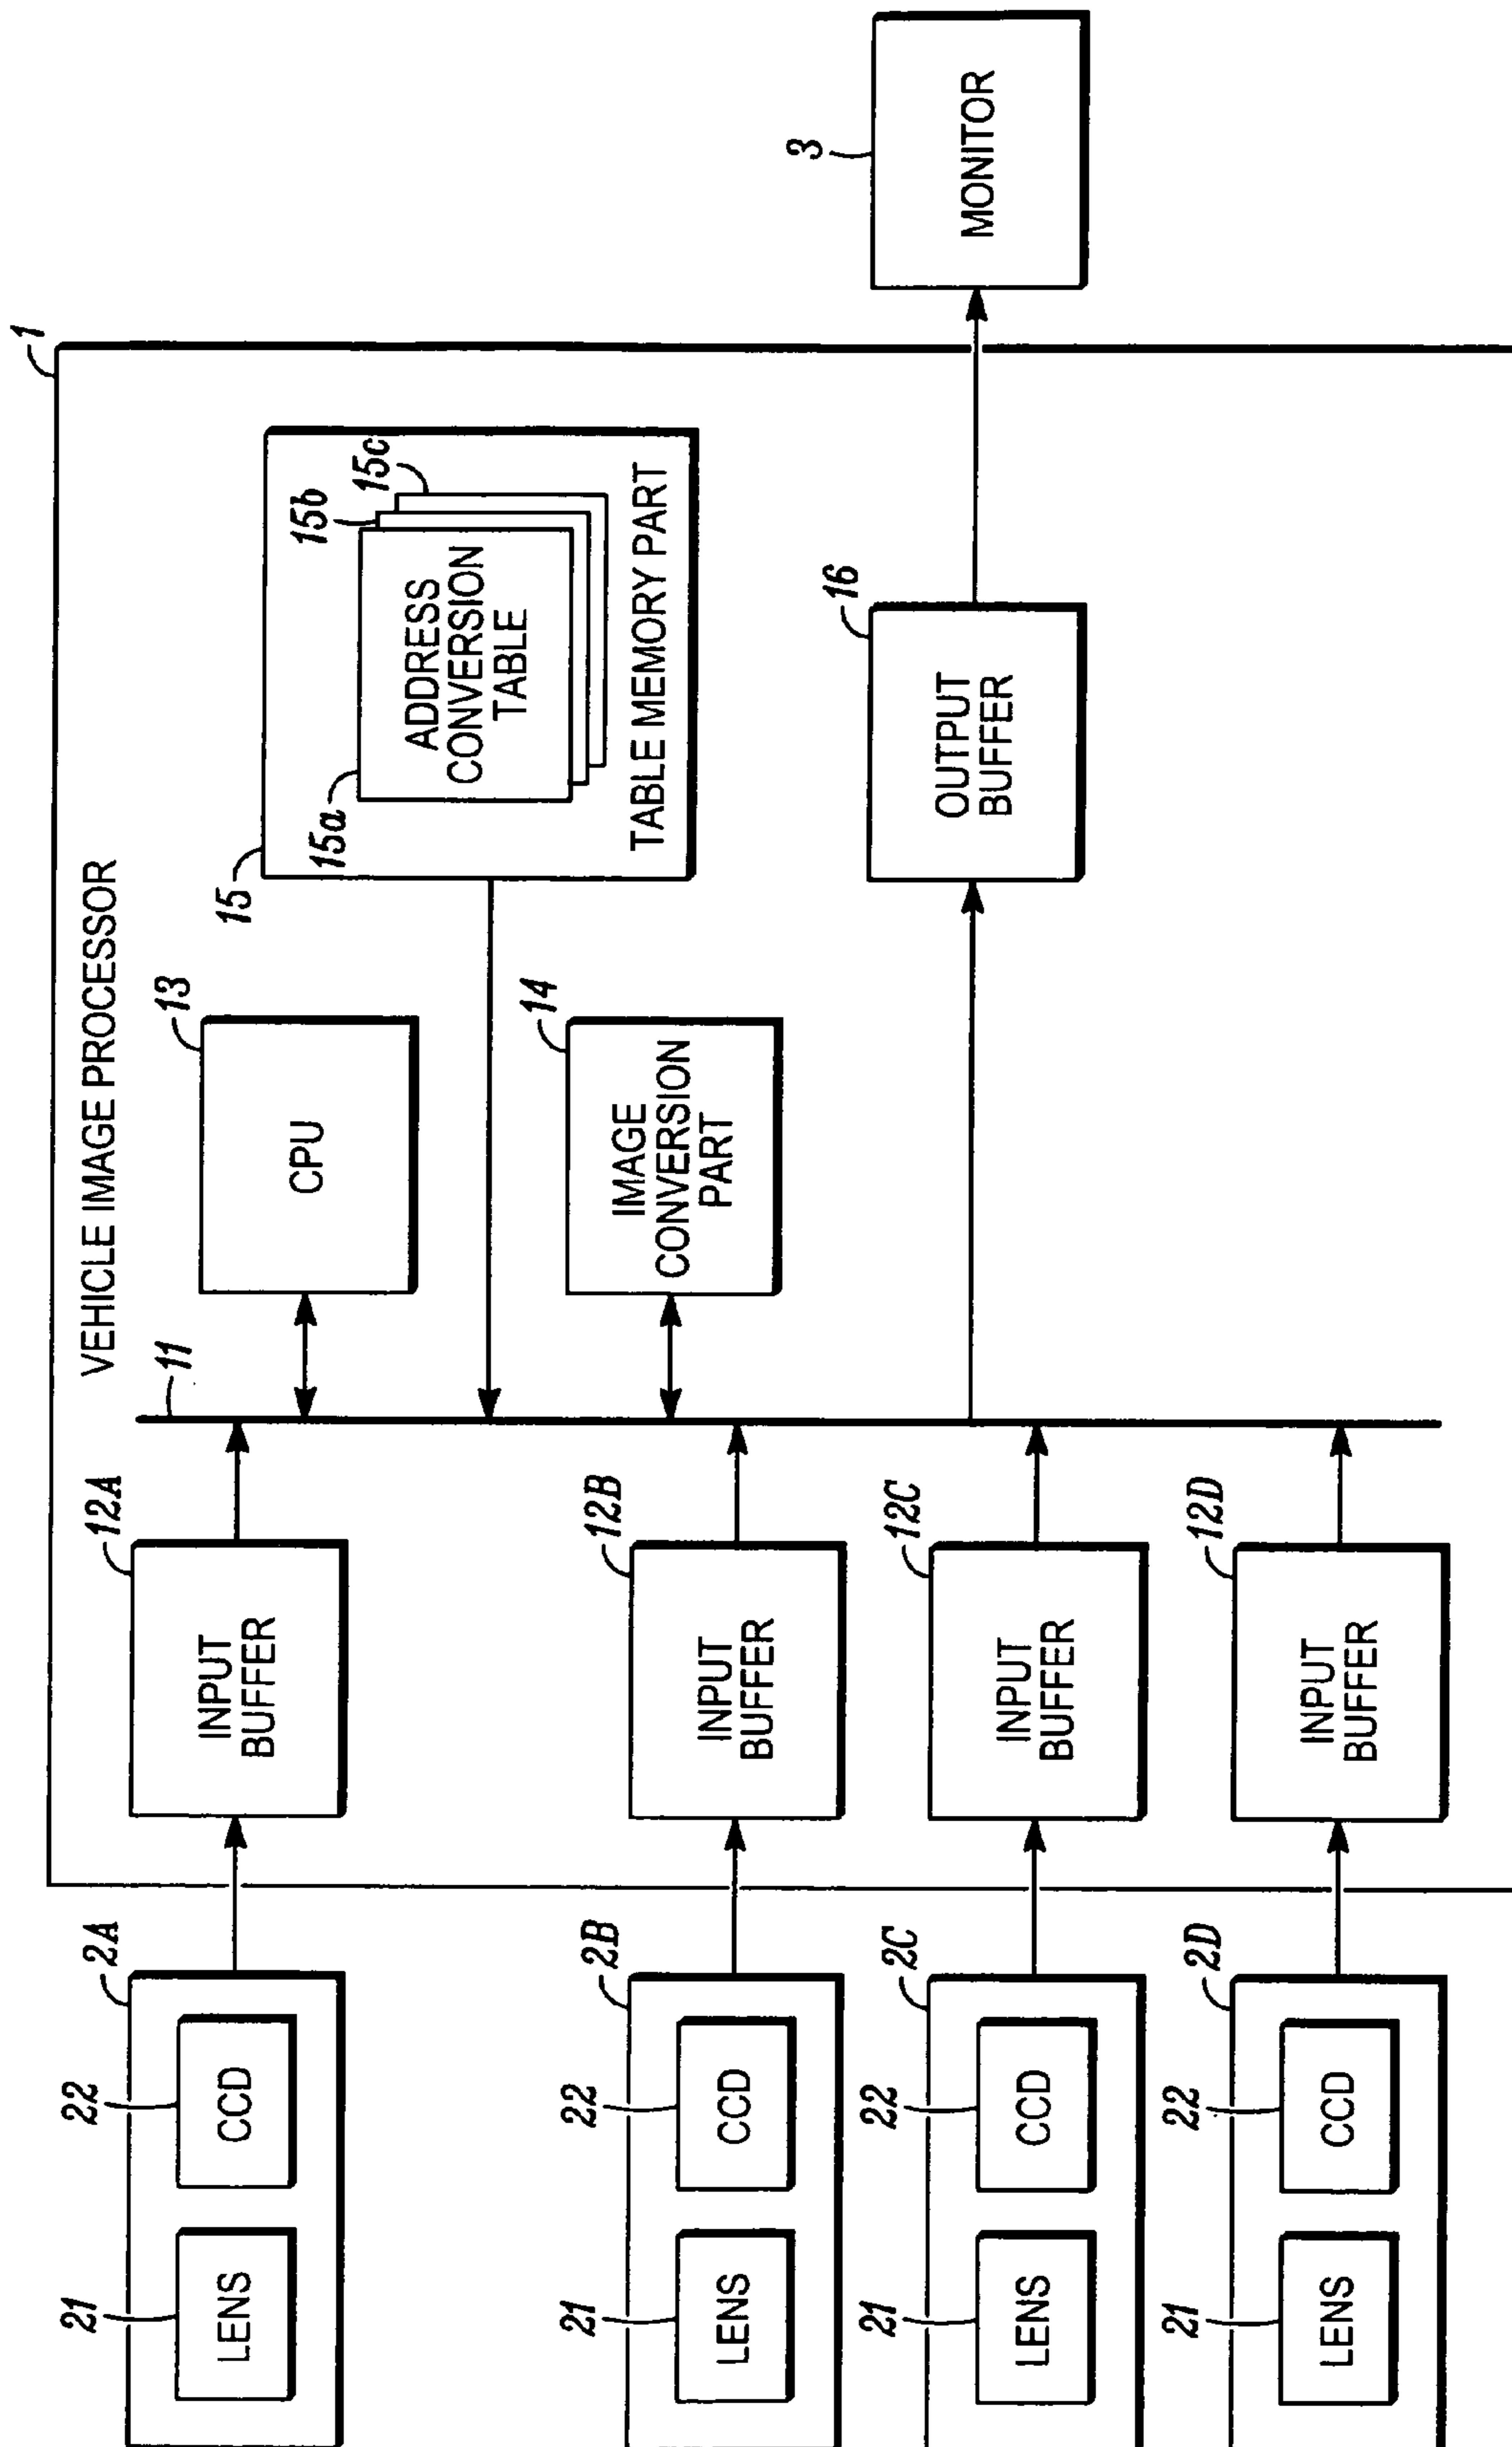 1
VEHICLE IMAGE PROCESSOR
2A
21
LENS
22
CCD
12A
INPUT
BUFFER
11
13
CPU
15
15a
15b
15c
ADDRESS
CONVERSION
TABLE
TABLE MEMORY PART
14
IMAGE
CONVERSION
PART
2B
21
LENS
22
CCD
12B
INPUT
BUFFER
2C
21
LENS
22
CCD
12C
INPUT
BUFFER
16
OUTPUT
BUFFER
3
MONITOR
2D
21
LENS
22
CCD
12D
INPUT
BUFFER